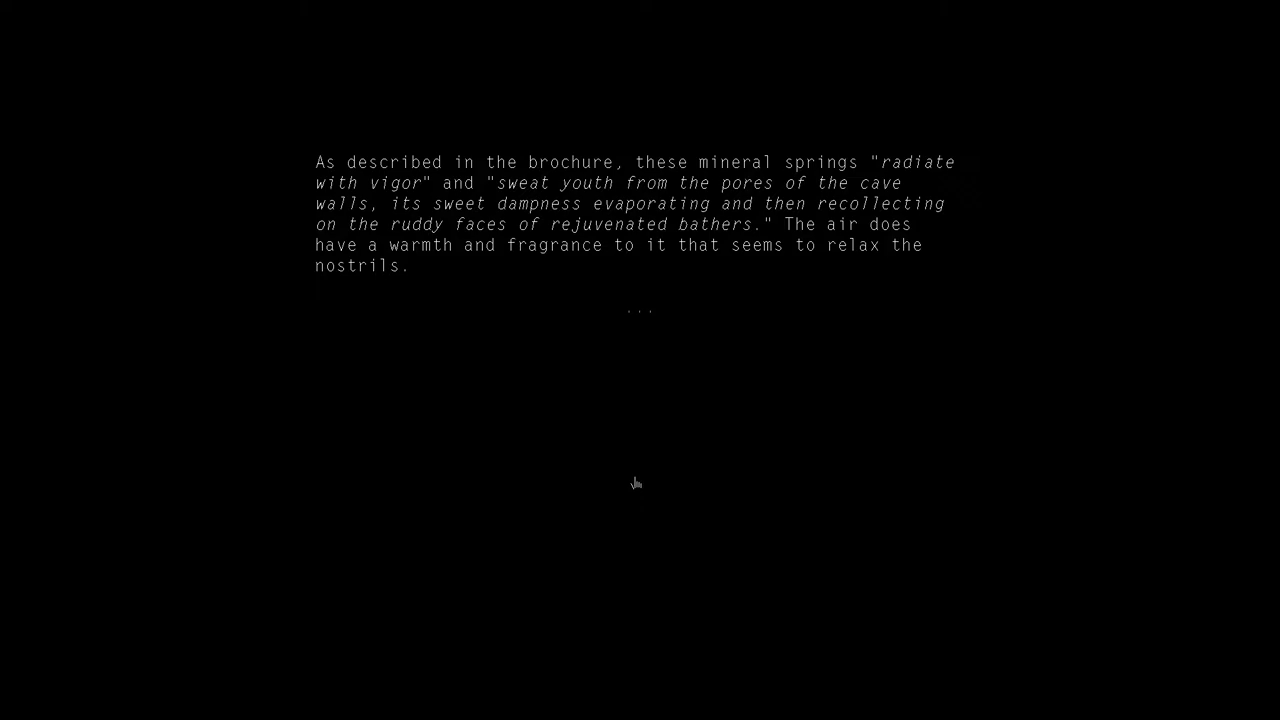 As described in the brochure, these mineral springs "radiate
with vigor" and "sweat youth from the pores of the cave
walls, its sweet dampness evaporating and then recollecting
on the ruddy faces of rejuvenated bathers." The air does
have a warmth and fragrance to it that seems to relax the
nostrils.
...